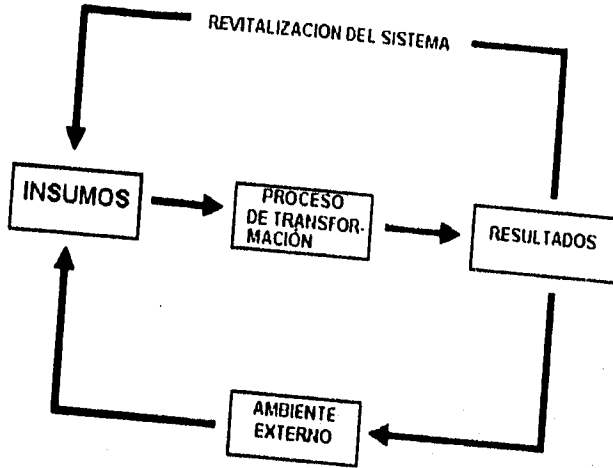 REVITALIZACION DEL SISTEMA
INSUMOS
PROCESO
DE TRANSFOR-
MACIÓN
RESULTADOS
AMBIENTE
EXTERNO